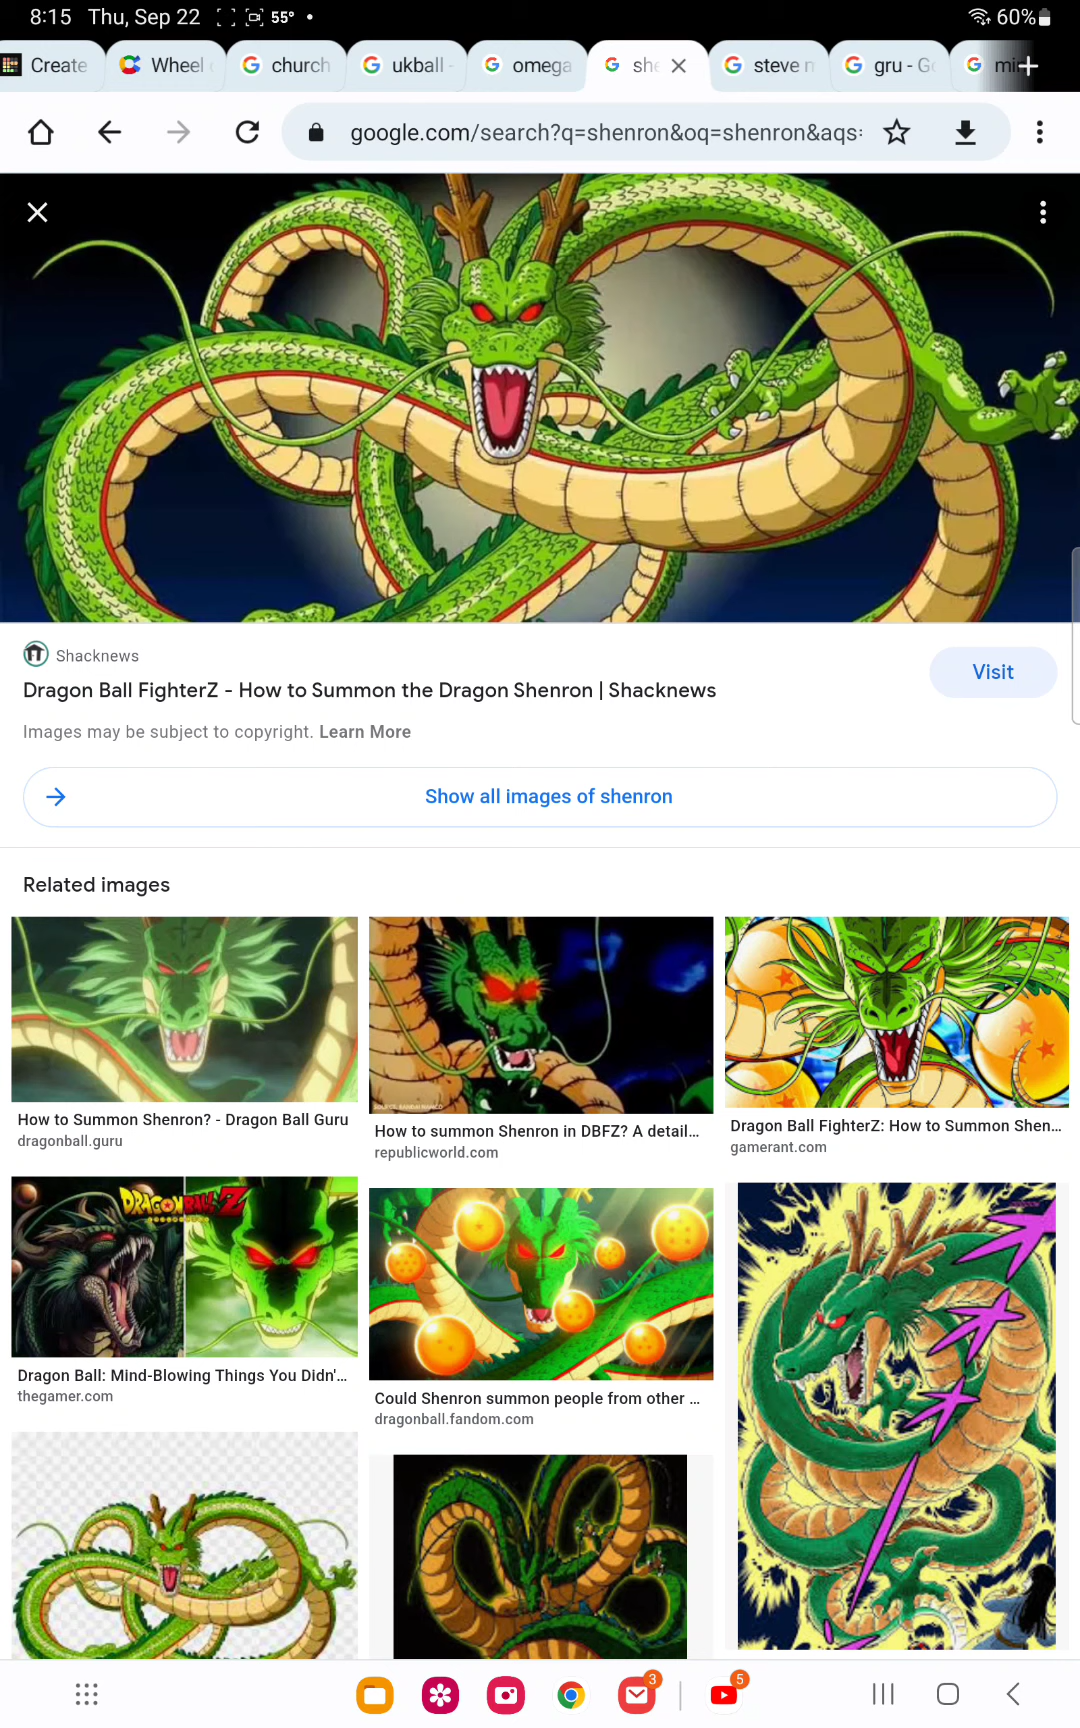 8:15 Thu, Sep 22 55° •
60%
Create
Wheel
church
ukball -
omega
she
steve m
gru - Go
google.com/search?q=shenron&oq=shenron&aqs:
Shacknews
Dragon Ball FighterZ - How to Summon the Dragon Shenron | Shacknews
Visit
Images may be subject to copyright. Learn More
Show all images of shenron
Related images
How to Summon Shenron? - Dragon Ball Guru
dragonball.guru
How to summon Shenron in DBFZ? A detail...
republicworld.com
Dragon Ball FighterZ: How to Summon Shen...
gamerant.com
DRAGON BALL Z
Dragon Ball: Mind-Blowing Things You Didn'...
thegamer.com
Could Shenron summon people from other ...
dragonball.fandom.com
3
5